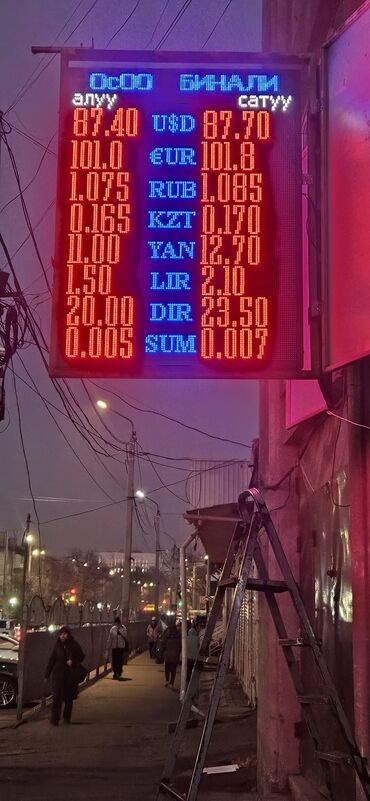 ОсОО БИНАЛИ
алуу сатуу
87.40 U$D 87.70
101.0 €UR 101.8
1.075 RUB 1.085
0.165 KZT 0.170
11.00 YAN 12.70
1.50 LIR 2.10
20.00 DIR 23.50
0.005 SUM 0.007